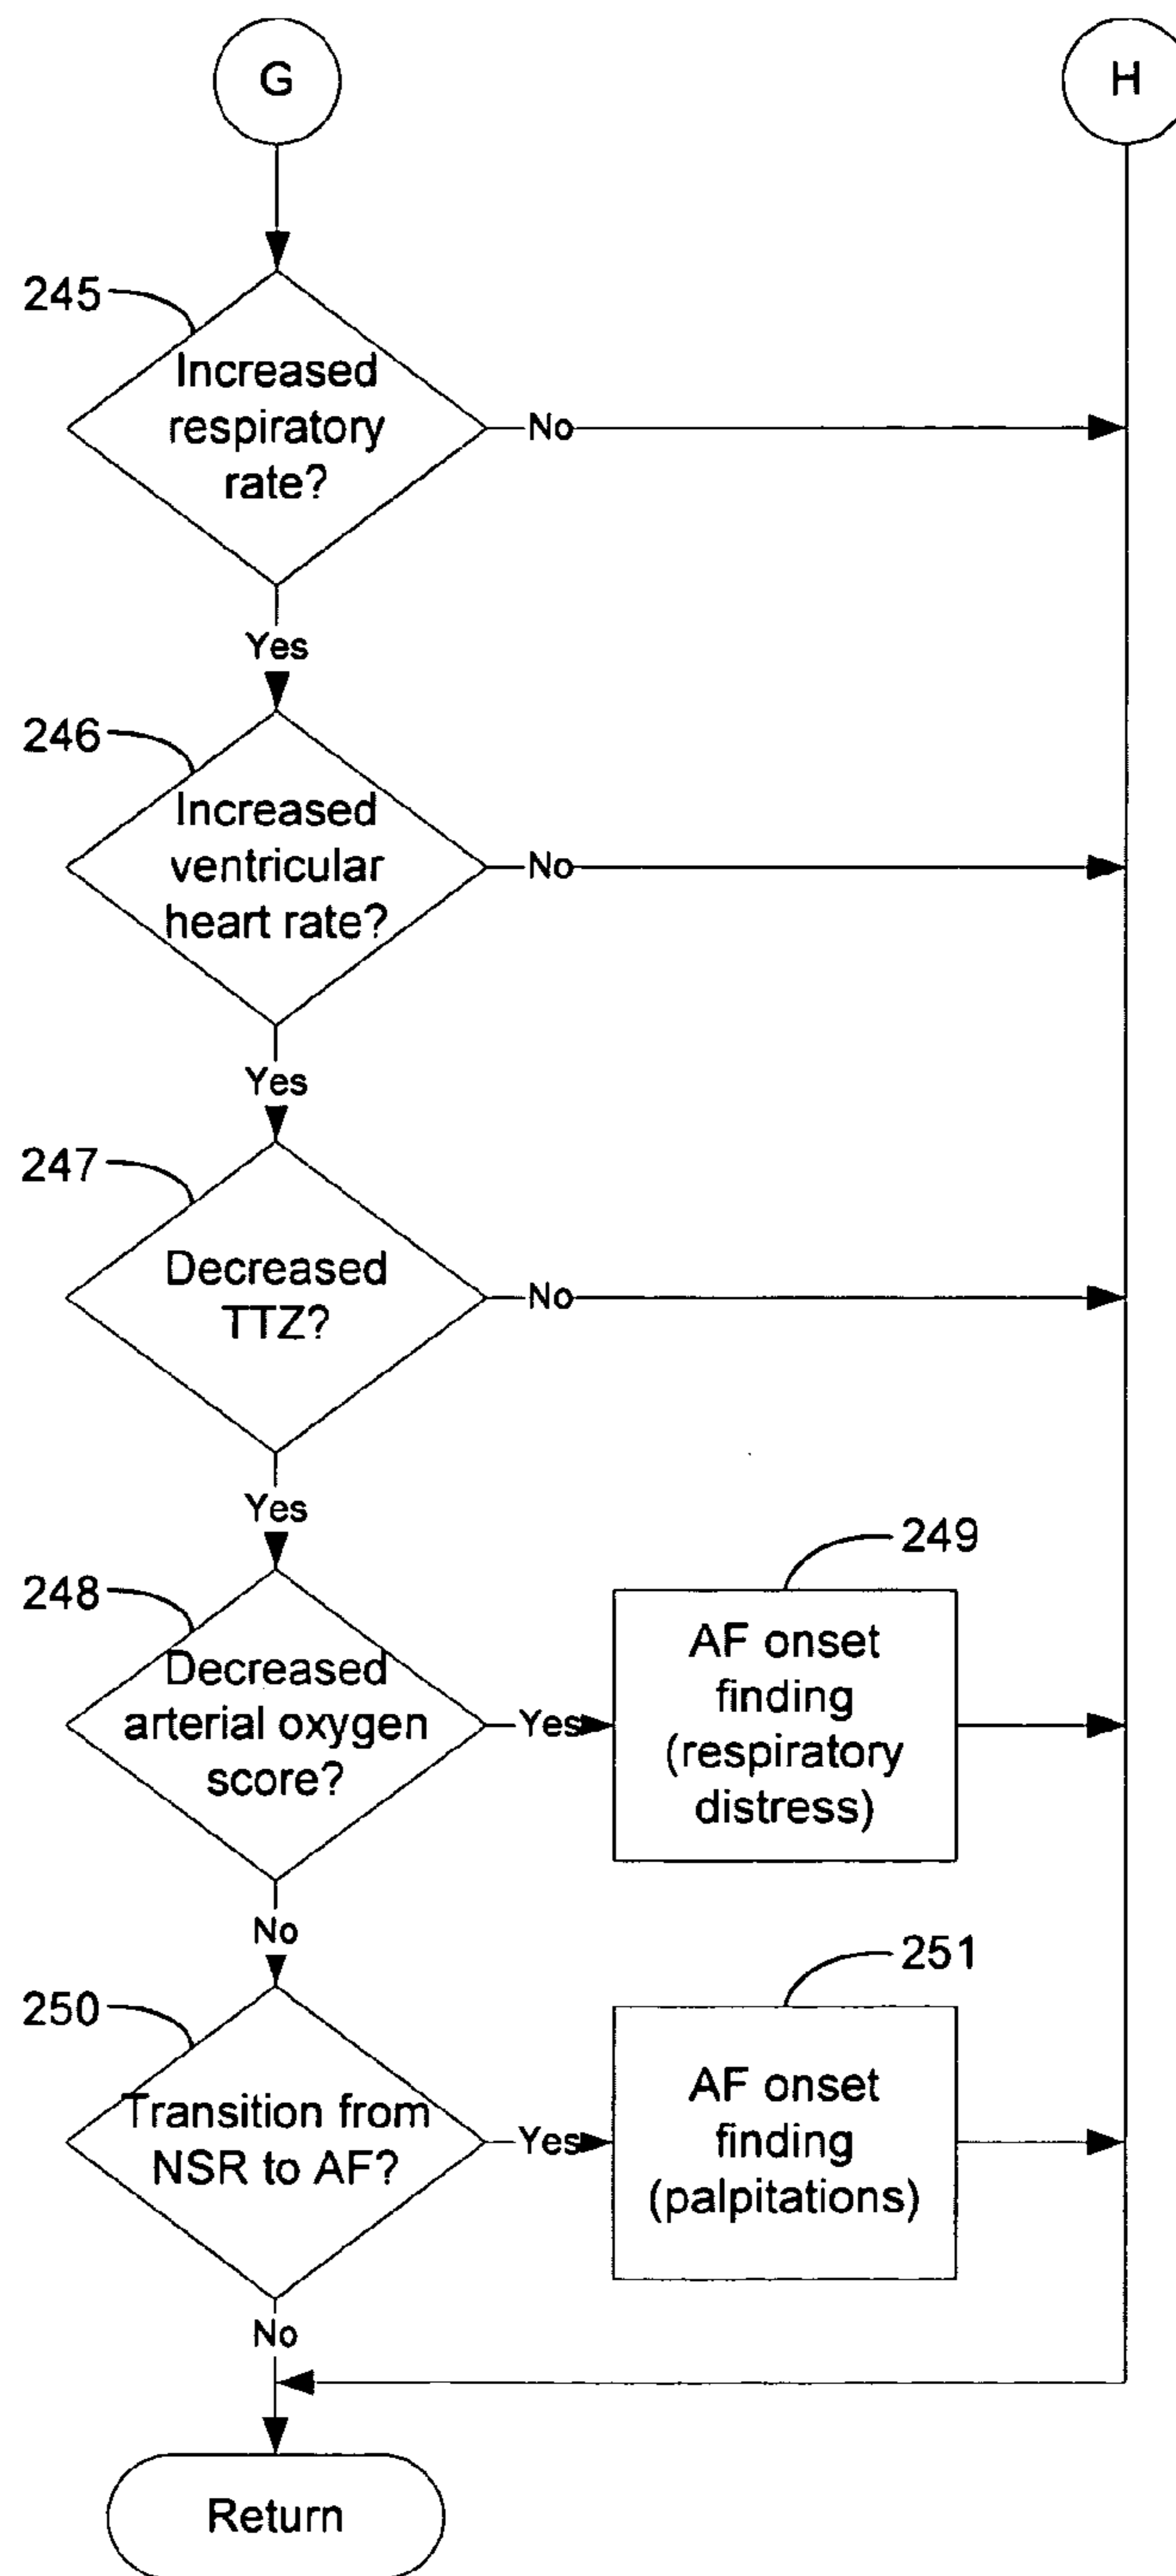 G
H
245
Increased
respiratory
rate?
No
Yes
246
Increased
ventricular
heart rate?
No
Yes
247
Decreased
TTZ?
No
Yes
248
Decreased
arterial oxygen
score?
Yes
249
AF onset
finding
(respiratory
distress)
No
250
Transition from
NSR to AF?
Yes
251
AF onset
finding
(palpitations)
No
Return